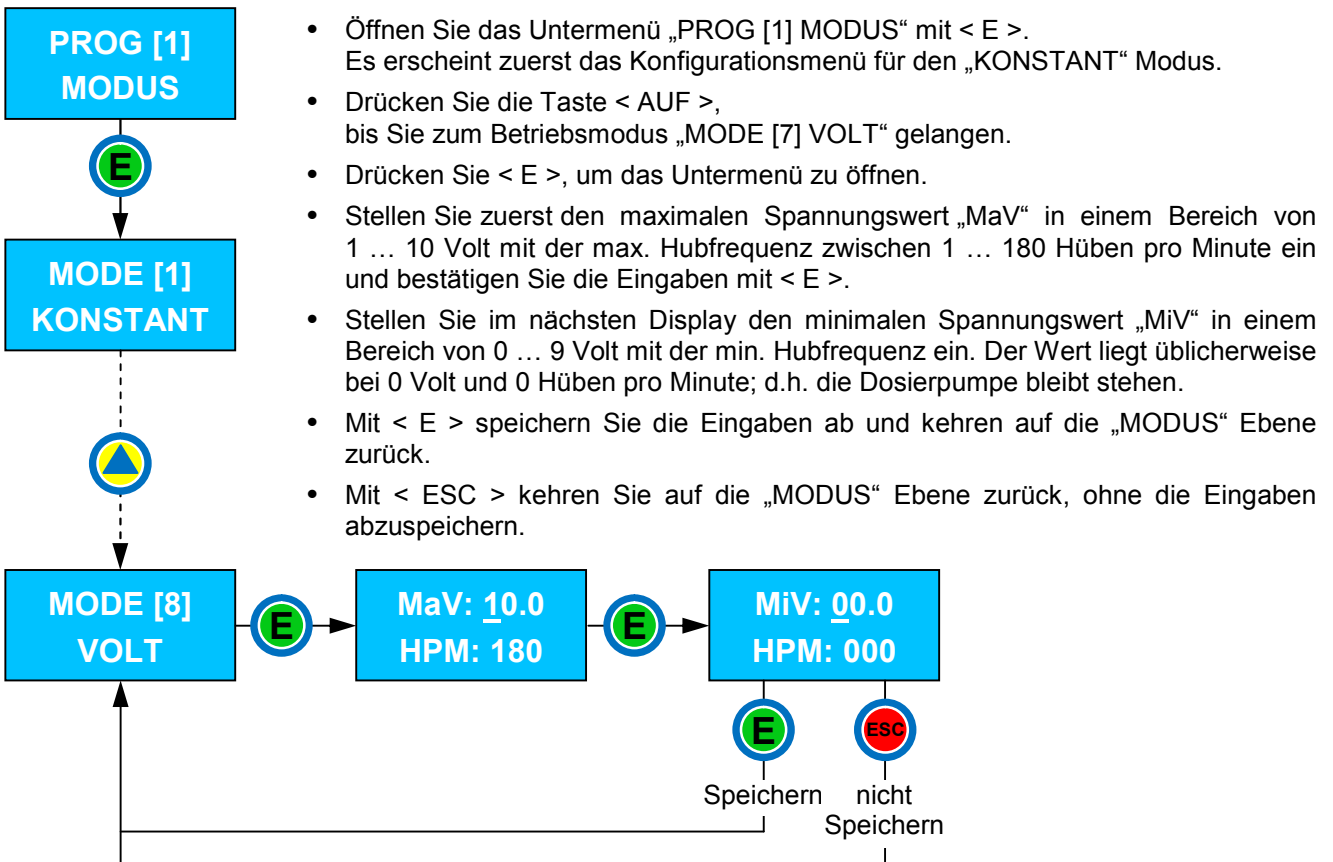 PROG [1]
MODUS
E
MODE [1]
KONSTANT
• Öffnen Sie das Untermenü „PROG [1] MODUS“ mit < E >.
Es erscheint zuerst das Konfigurationsmenü für den „KONSTANT“ Modus.
• Drücken Sie die Taste < AUF >,
bis Sie zum Betriebsmodus „MODE [7] VOLT“ gelangen.
• Drücken Sie < E >, um das Untermenü zu öffnen.
• Stellen Sie zuerst den maximalen Spannungswert „MaV“ in einem Bereich von
1 … 10 Volt mit der max. Hubfrequenz zwischen 1 … 180 Hüben pro Minute ein
und bestätigen Sie die Eingaben mit < E >.
• Stellen Sie im nächsten Display den minimalen Spannungswert „MiV“ in einem
Bereich von 0 … 9 Volt mit der min. Hubfrequenz ein. Der Wert liegt üblicherweise
bei 0 Volt und 0 Hüben pro Minute; d.h. die Dosierpumpe bleibt stehen.
• Mit < E > speichern Sie die Eingaben ab und kehren auf die „MODUS“ Ebene
zurück.
• Mit < ESC > kehren Sie auf die „MODUS“ Ebene zurück, ohne die Eingaben
abzuspeichern.
MODE [8]
VOLT
E
MaV: 10.0
HPM: 180
E
MiV: 00.0
HPM: 000
E
ESC
Speichern
nicht
Speichern